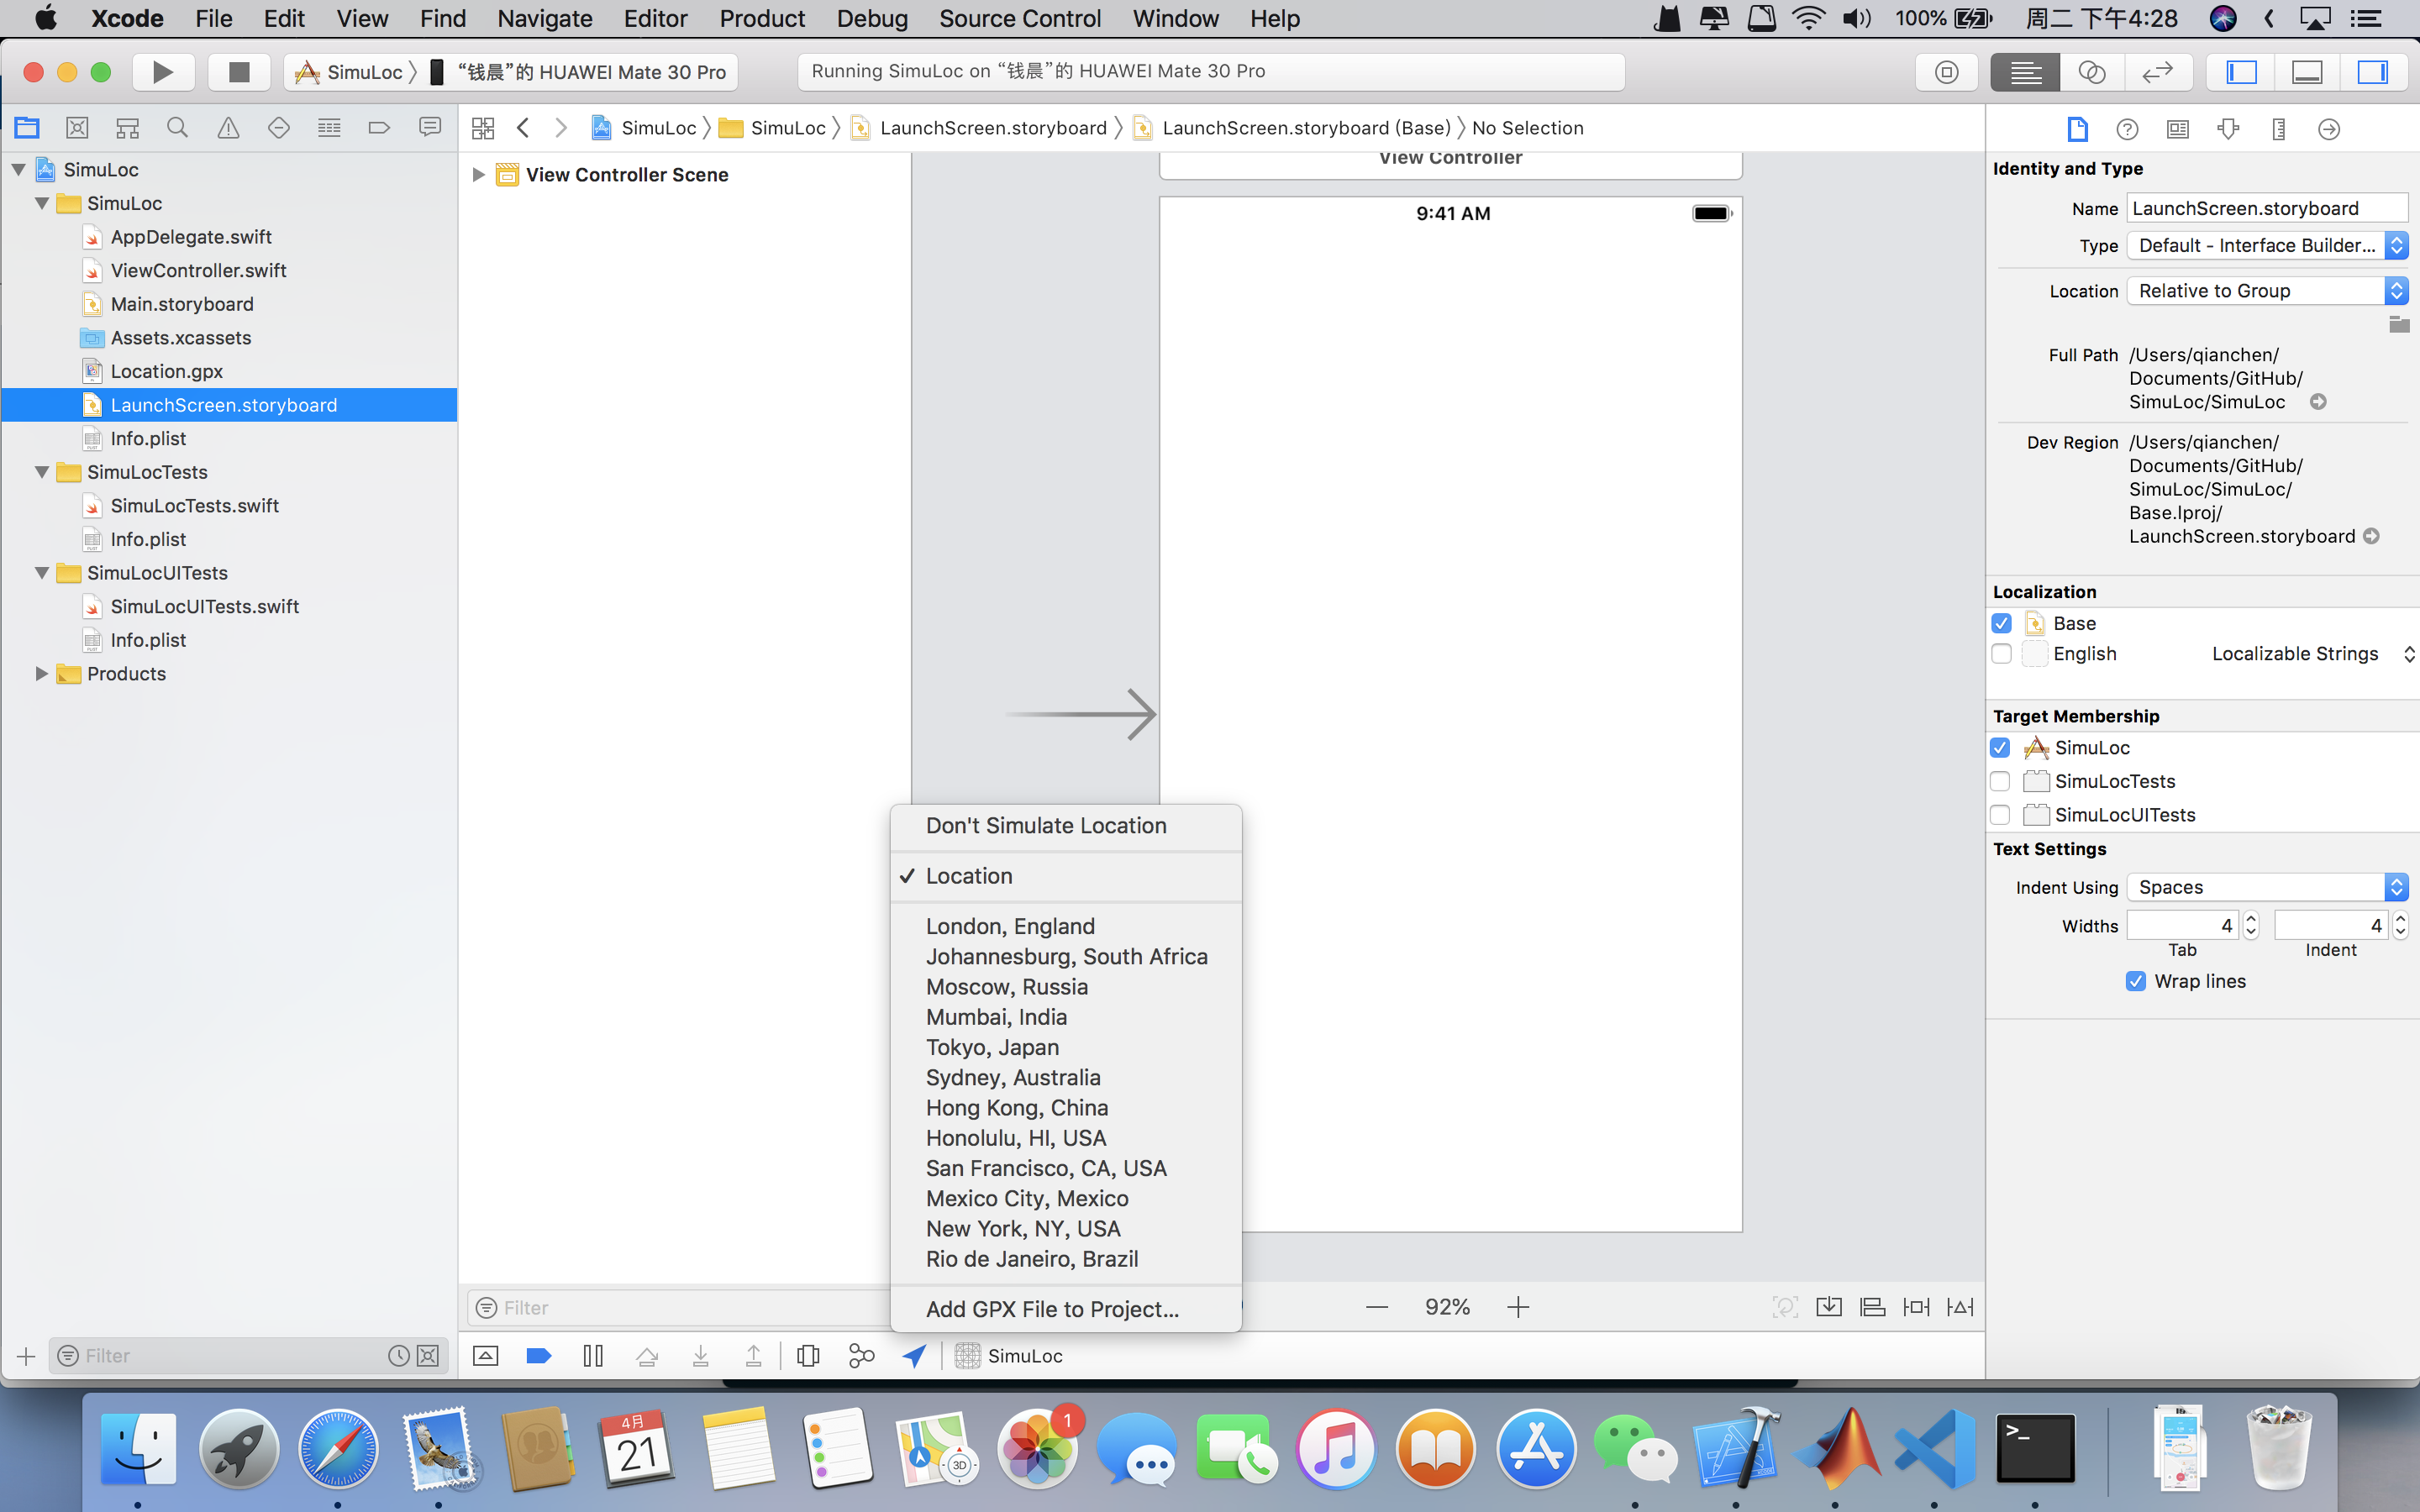 Xcode File Edit View Find Navigate Editor Product Debug Source Control Window Help 100% 周二 下午4:28
SimuLoc “钱晨”的 HUAWEI Mate 30 Pro
Running SimuLoc on “钱晨”的 HUAWEI Mate 30 Pro
SimuLoc SimuLoc LaunchScreen.storyboard LaunchScreen.storyboard (Base) No Selection
SimuLoc
SimuLoc
AppDelegate.swift
ViewController.swift
Main.storyboard
Assets.xcassets
Location.gpx
LaunchScreen.storyboard
Info.plist
SimuLocTests
SimuLocTests.swift
Info.plist
SimuLocUITests
SimuLocUITests.swift
Info.plist
Products
Filter
View Controller Scene
View Controller
9:41 AM
Don't Simulate Location
✓ Location
London, England
Johannesburg, South Africa
Moscow, Russia
Mumbai, India
Tokyo, Japan
Sydney, Australia
Hong Kong, China
Honolulu, HI, USA
San Francisco, CA, USA
Mexico City, Mexico
New York, NY, USA
Rio de Janeiro, Brazil
Add GPX File to Project...
Filter
92%
SimuLoc
Identity and Type
Name LaunchScreen.storyboard
Type Default - Interface Builder...
Location Relative to Group
Full Path /Users/qianchen/
Documents/GitHub/
SimuLoc/SimuLoc
Dev Region /Users/qianchen/
Documents/GitHub/
SimuLoc/SimuLoc/
Base.lproj/
LaunchScreen.storyboard
Localization
Base
English Localizable Strings
Target Membership
SimuLoc
SimuLocTests
SimuLocUITests
Text Settings
Indent Using Spaces
Widths 4 4
Tab Indent
Wrap lines
4月
21
3D
1
>_